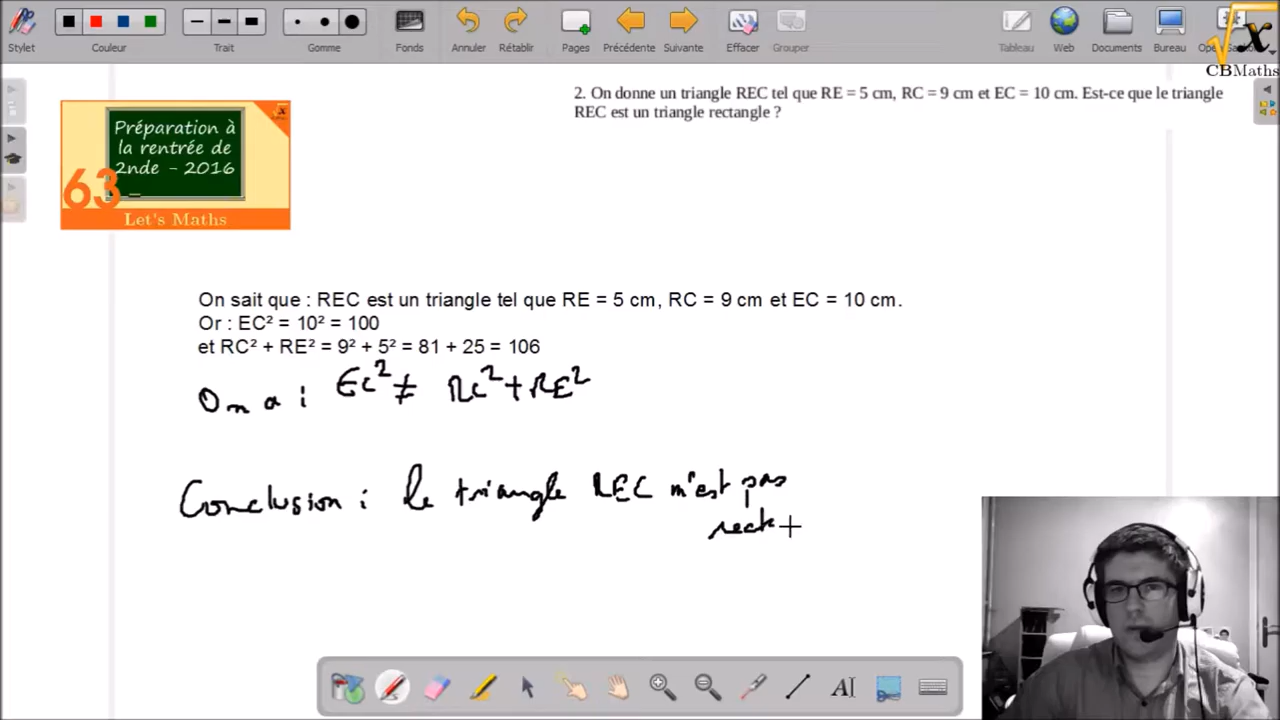 Stylet
Couleur
Trait
Gomme
Fonds
Annuler
Rétablir
Pages
Précédente
Suivante
Effacer
Grouper
Tableau
Web
Documents
Bureau
CBMaths
2. On donne un triangle REC tel que RE = 5 cm, RC = 9 cm et EC = 10 cm. Est-ce que le triangle
REC est un triangle rectangle ?
Préparation à
la rentrée de
2nde - 2016
63
Let's Maths
On sait que : REC est un triangle tel que RE = 5 cm, RC = 9 cm et EC = 10 cm.
Or : EC² = 10² = 100
et RC² + RE² = 9² + 5² = 81 + 25 = 106
On a : EC² ≠ RC² + RE²
Conclusion : le triangle REC n'est pas
rect